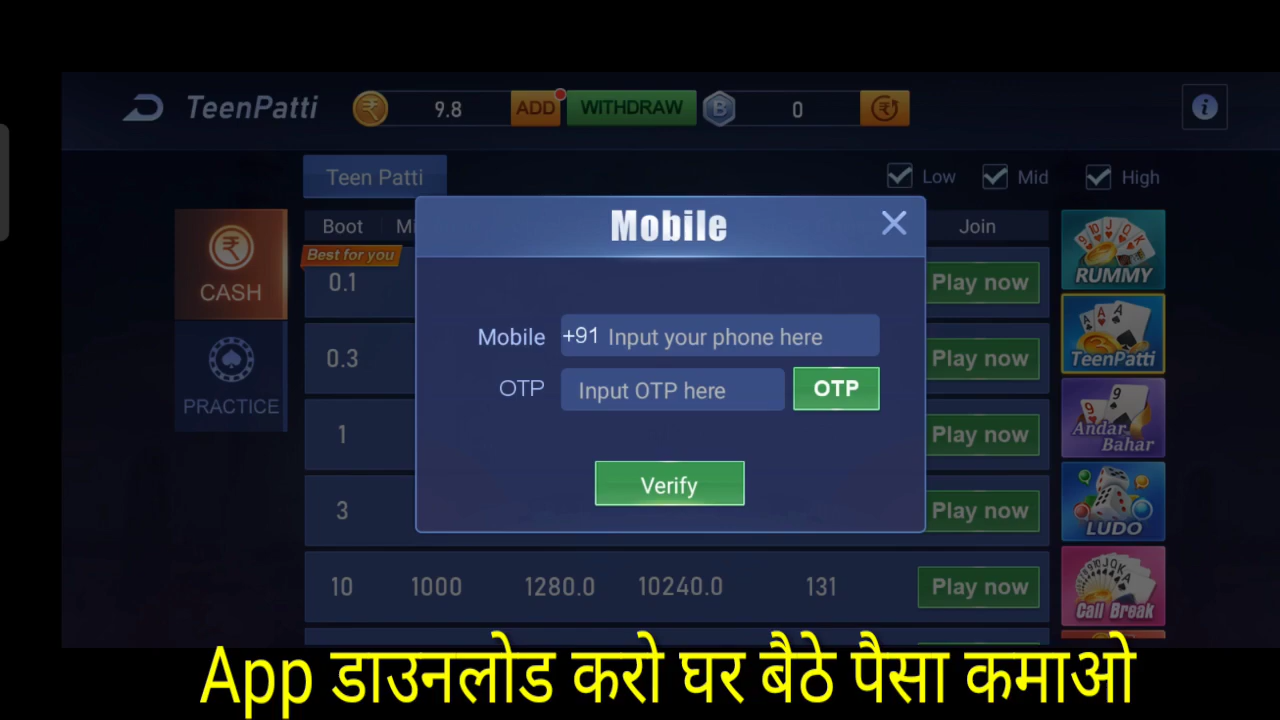 TeenPatti 9.8 ADD WITHDRAW B 0 i
Teen Patti Low Mid High
Boot Mi Join
Mobile
Best for you
CASH
PRACTICE
0.1 Play now
0.3 Play now
1 Play now
3 Play now
10 1000 1280.0 10240.0 131 Play now
Mobile +91 Input your phone here
OTP Input OTP here OTP
Verify
RUMMY
TeenPatti
Andar
Bahar
LUDO
Call Break
App डाउनलोड करो घर बैठे पैसा कमाओ